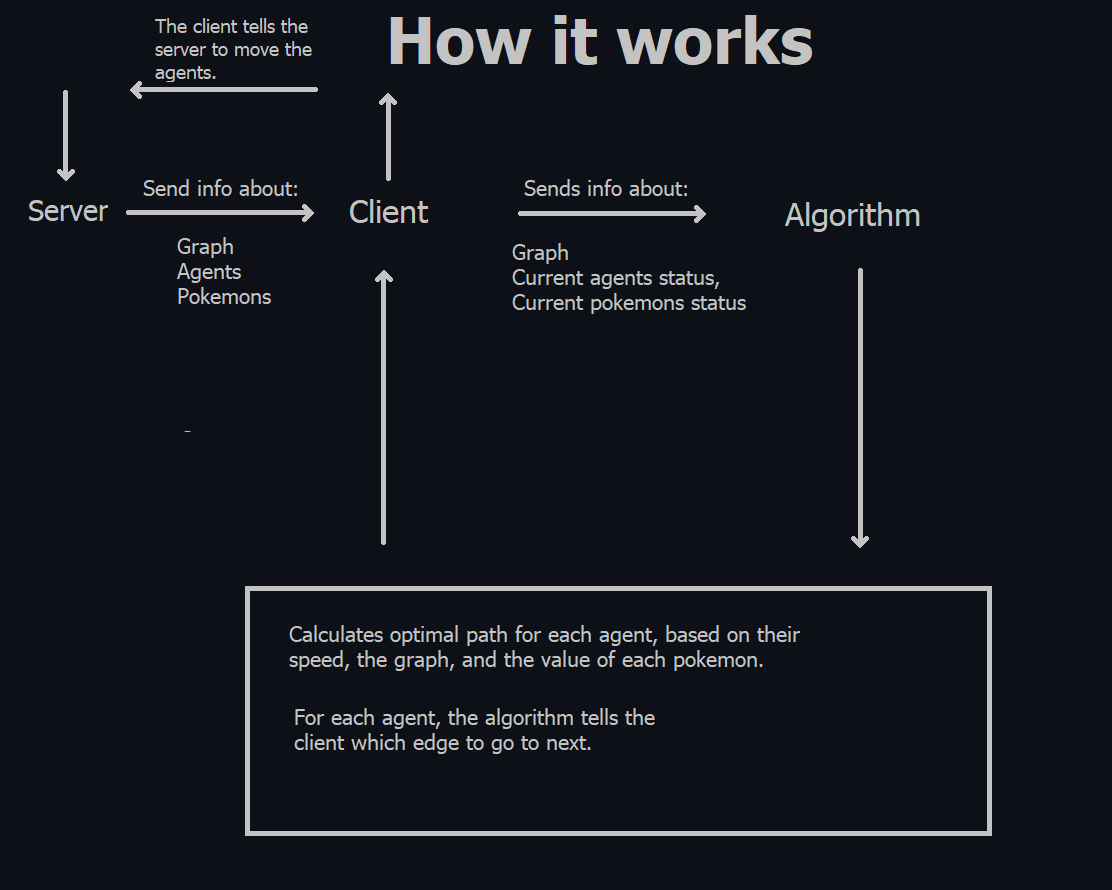 The client tells the
server to move the
agents.
How it works
Send info about:
Sends info about:
Server
Client
Algorithm
Graph
Agents
Pokemons
Graph
Current agents status,
Current pokemons status
-
Calculates optimal path for each agent, based on their
speed, the graph, and the value of each pokemon.
For each agent, the algorithm tells the
client which edge to go to next.